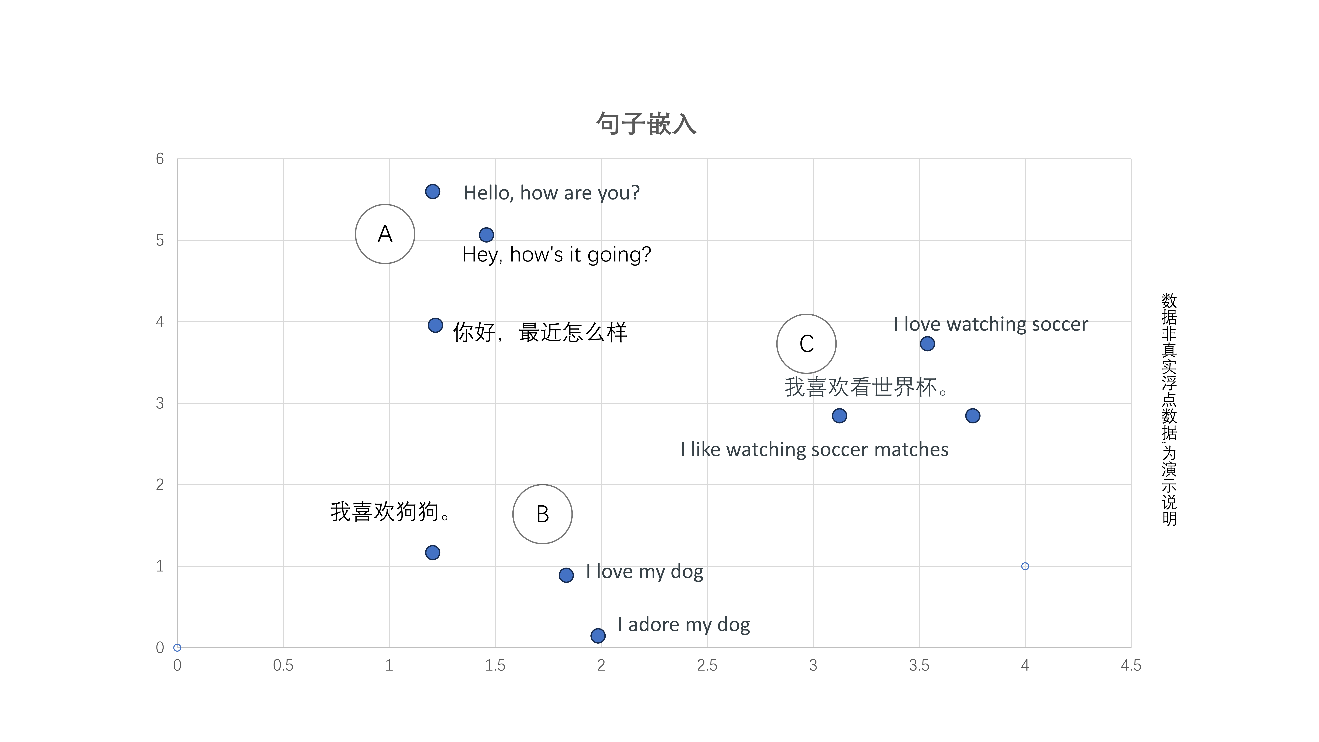 句子嵌入
6
Hello, how are you?
A
5
Hey, how's it going?
4
你好，最近怎么样
C
I love watching soccer
我喜欢看世界杯。
3
I like watching soccer matches
2
我喜欢狗狗。
B
1
I love my dog
I adore my dog
0
0 0.5 1 1.5 2 2.5 3 3.5 4 4.5
数据非真实浮点数据,为演示说明